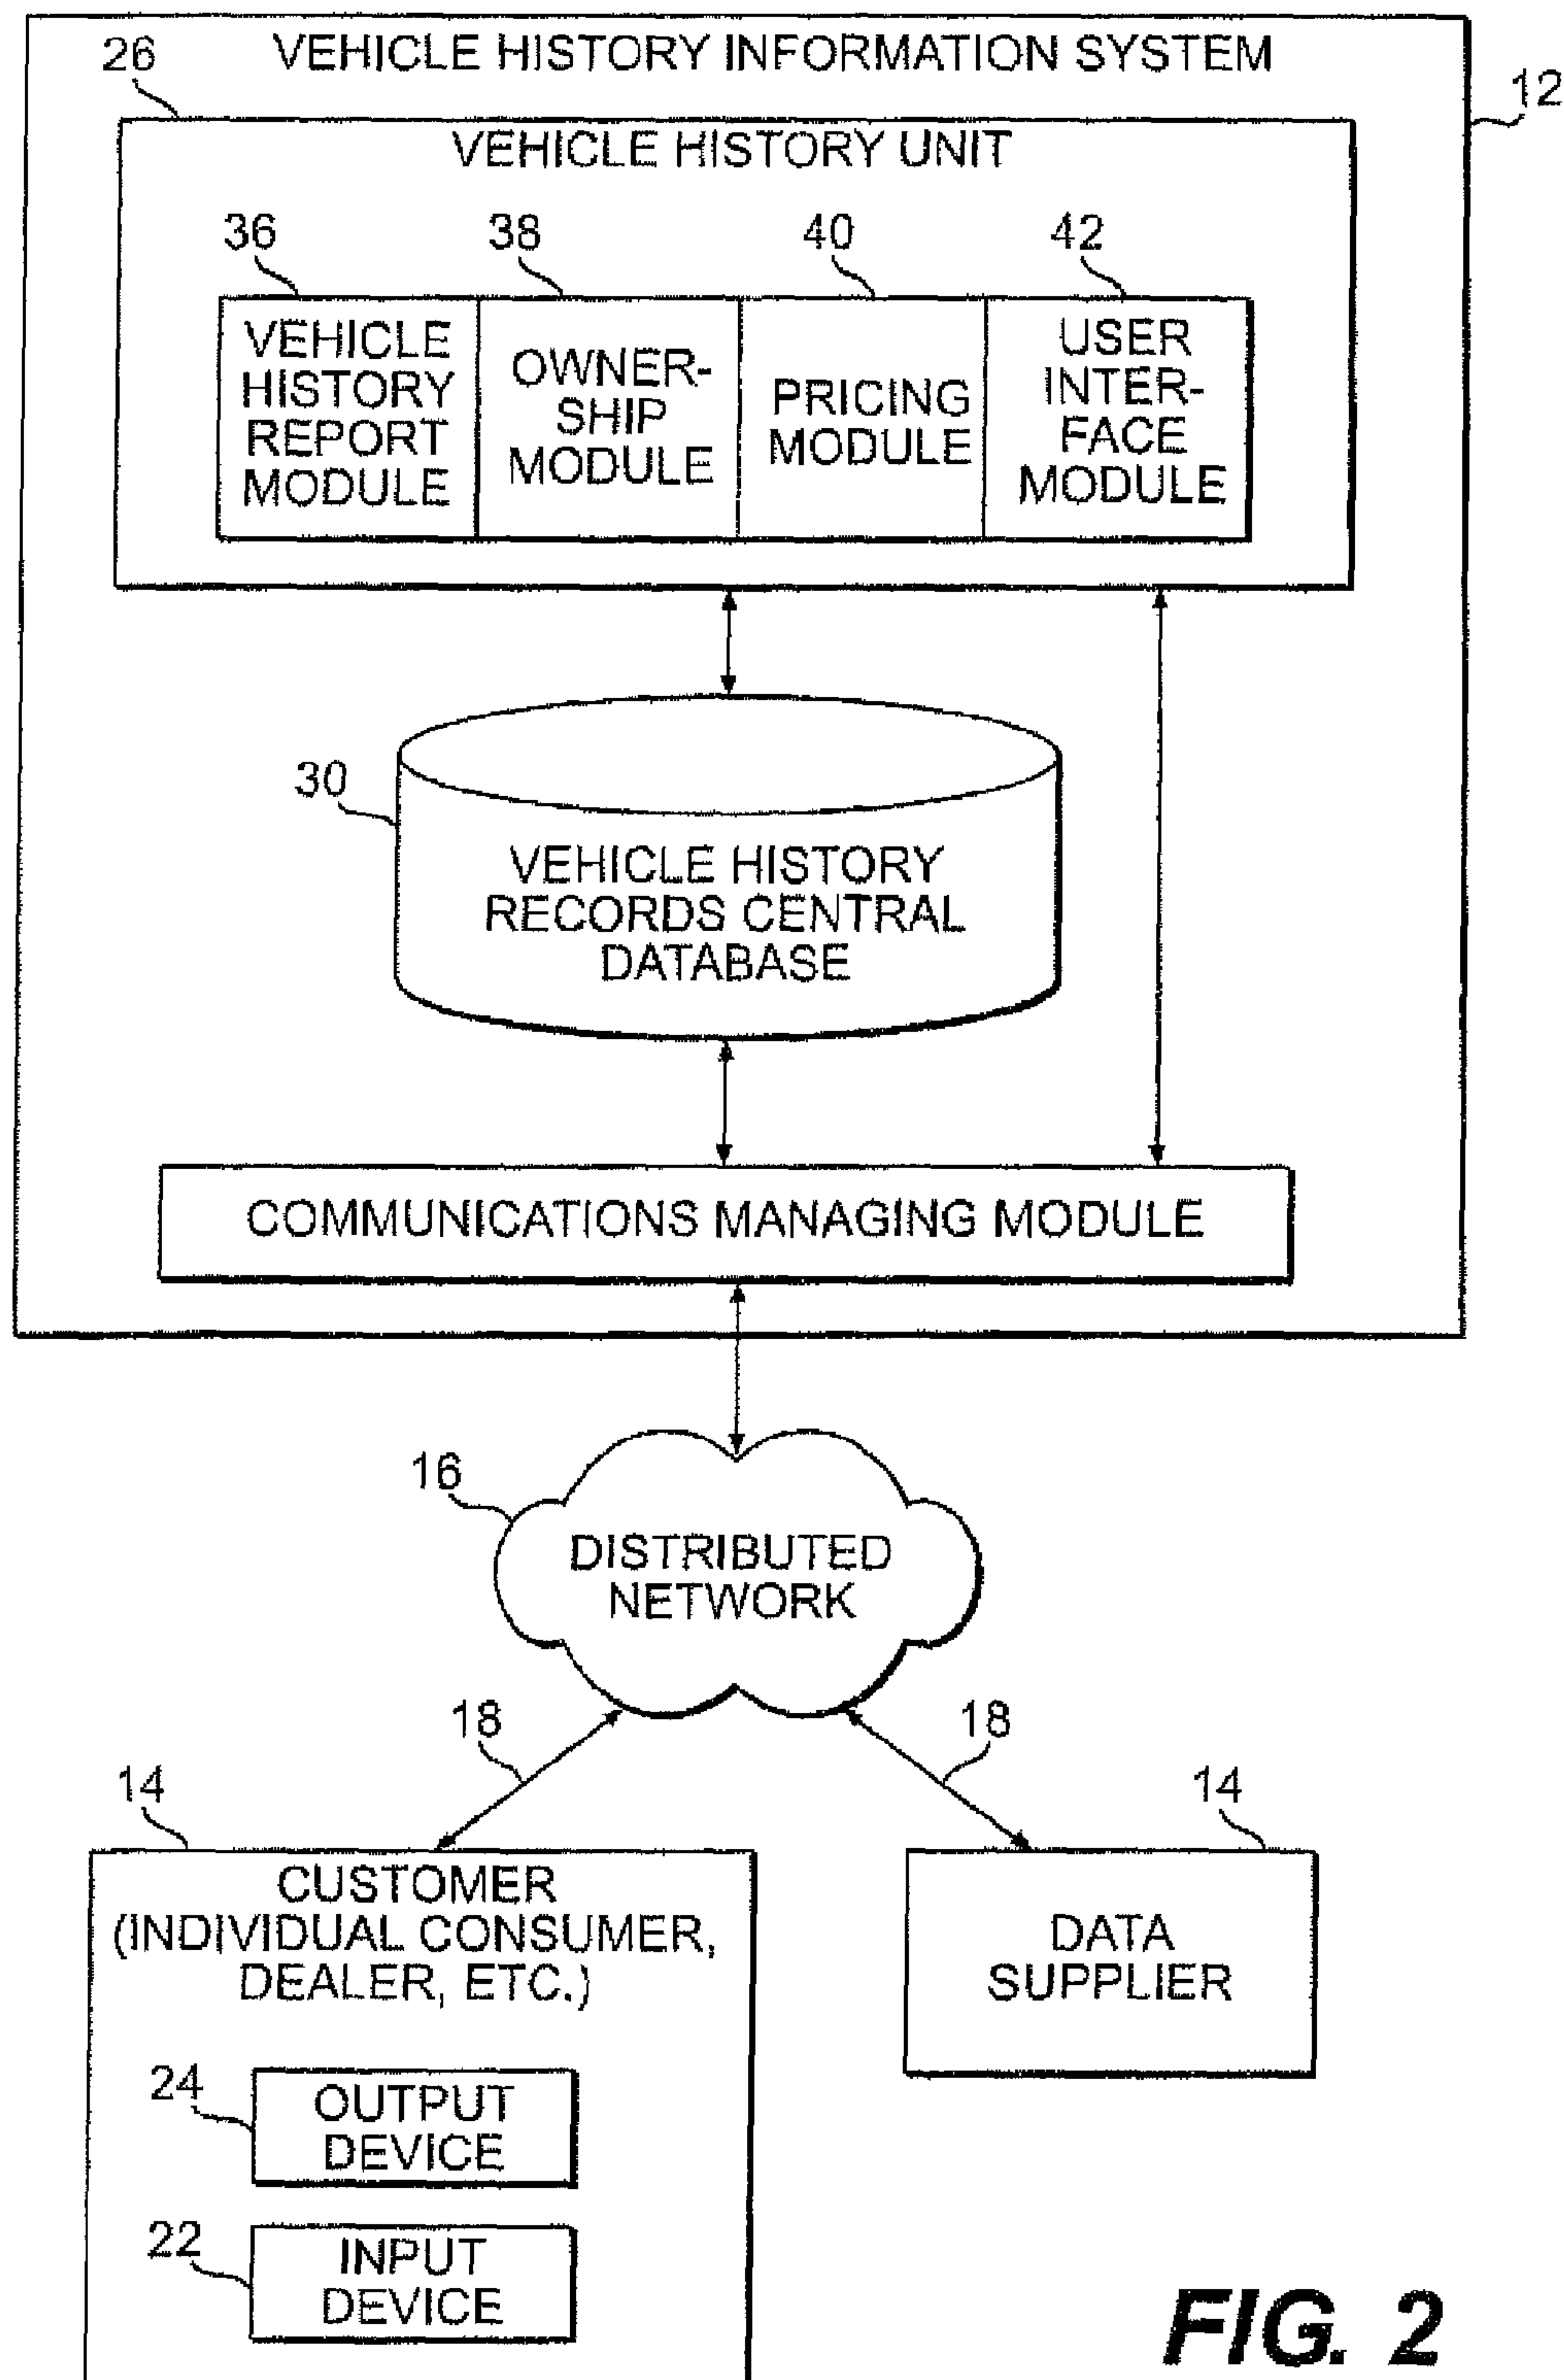 VEHICLE HISTORY INFORMATION SYSTEM
26
12
VEHICLE HISTORY UNIT
36
38
40
42
VEHICLE
HISTORY
REPORT
MODULE
OWNER-
SHIP
MODULE
PRICING
MODULE
USER
INTER-
FACE
MODULE
30
VEHICLE HISTORY
RECORDS CENTRAL
DATABASE
COMMUNICATIONS MANAGING MODULE
16
DISTRIBUTED
NETWORK
18
18
14
14
CUSTOMER
(INDIVIDUAL CONSUMER,
DEALER, ETC.)
DATA
SUPPLIER
24
OUTPUT
DEVICE
22
INPUT
DEVICE
FIG. 2